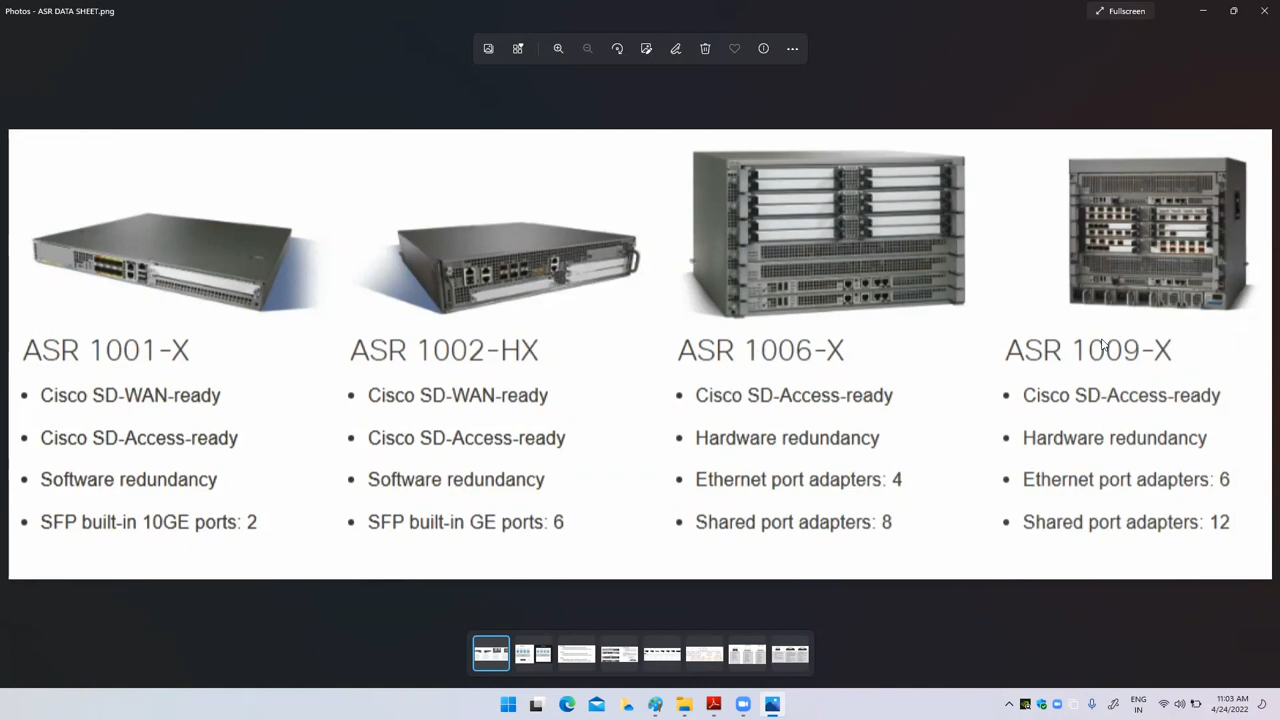 Photos - ASR DATA SHEET.png
Fullscreen
ASR 1001-X
• Cisco SD-WAN-ready
• Cisco SD-Access-ready
• Software redundancy
• SFP built-in 10GE ports: 2
ASR 1002-HX
• Cisco SD-WAN-ready
• Cisco SD-Access-ready
• Software redundancy
• SFP built-in GE ports: 6
ASR 1006-X
• Cisco SD-Access-ready
• Hardware redundancy
• Ethernet port adapters: 4
• Shared port adapters: 8
ASR 1009-X
• Cisco SD-Access-ready
• Hardware redundancy
• Ethernet port adapters: 6
• Shared port adapters: 12
ENG
IN
11:03 AM
4/24/2022